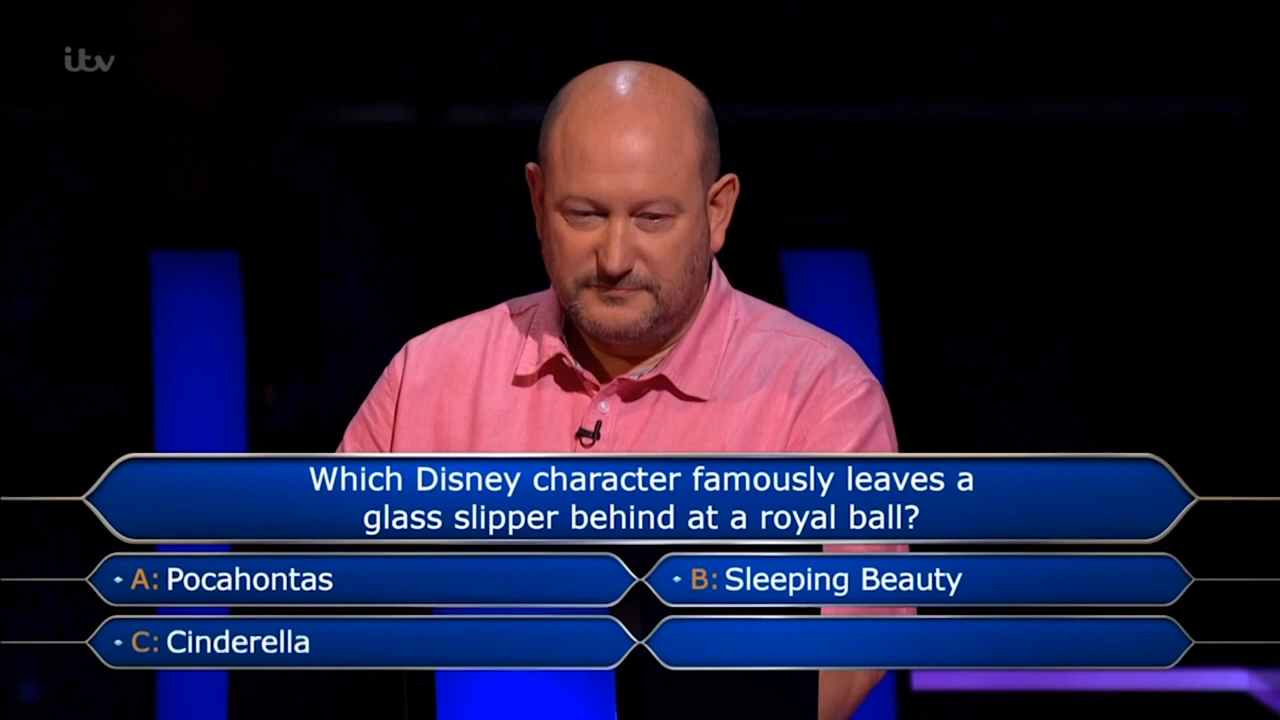 itv
Which Disney character famously leaves a
glass slipper behind at a royal ball?
A: Pocahontas
B: Sleeping Beauty
C: Cinderella